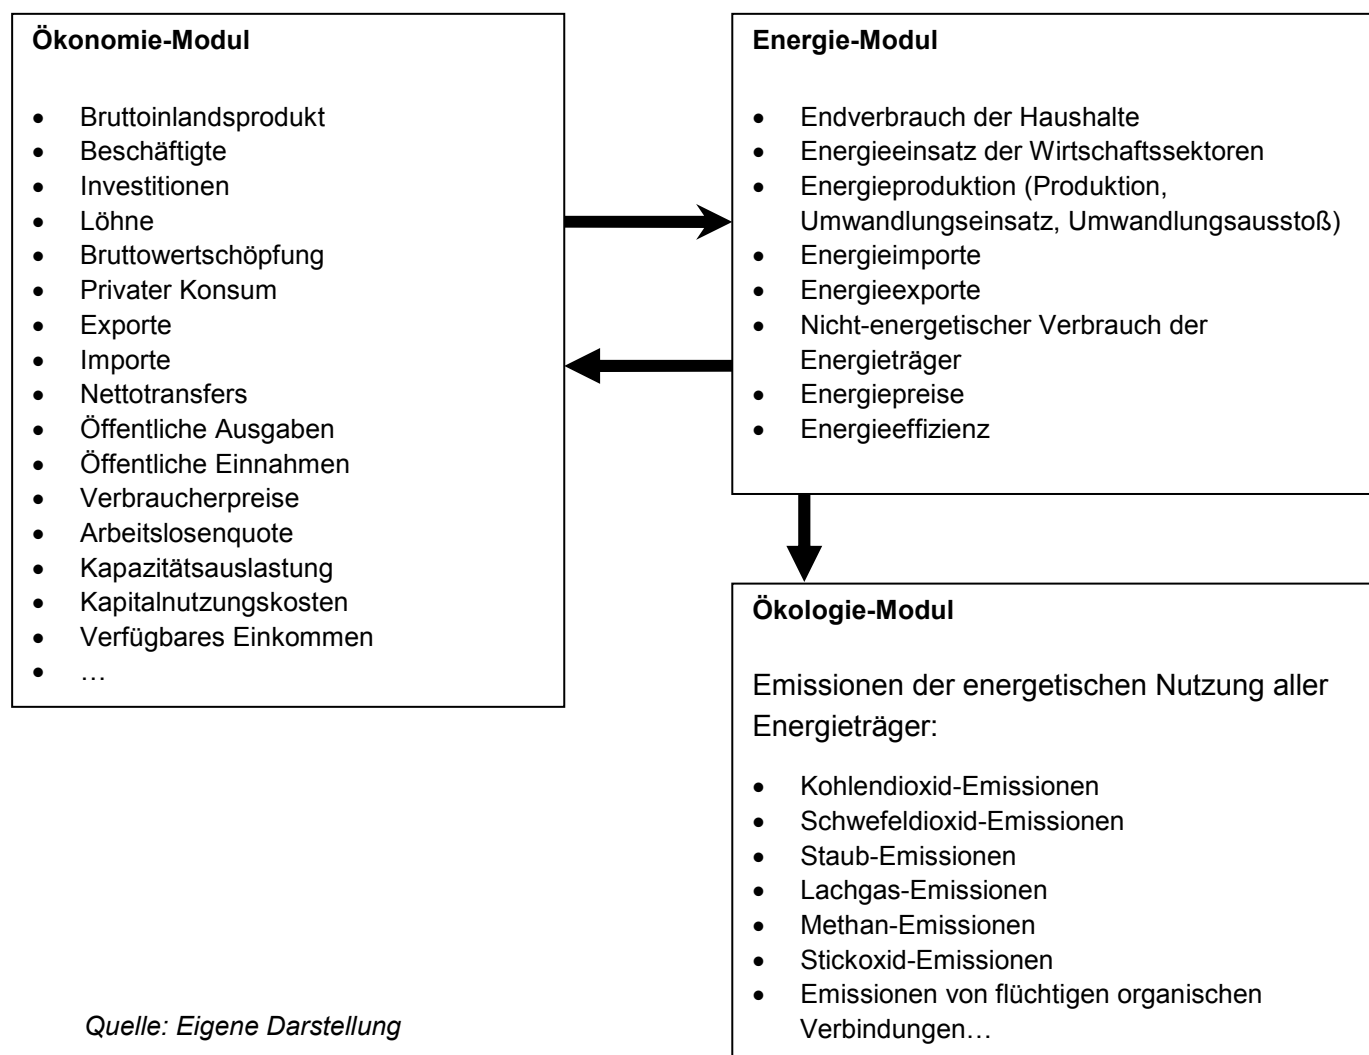 Ökonomie-Modul
• Bruttoinlandsprodukt
• Beschäftigte
• Investitionen
• Löhne
• Bruttowertschöpfung
• Privater Konsum
• Exporte
• Importe
• Nettotransfers
• Öffentliche Ausgaben
• Öffentliche Einnahmen
• Verbraucherpreise
• Arbeitslosenquote
• Kapazitätsauslastung
• Kapitalnutzungskosten
• Verfügbares Einkommen
• …
Energie-Modul
• Endverbrauch der Haushalte
• Energieeinsatz der Wirtschaftssektoren
• Energieproduktion (Produktion,
Umwandlungseinsatz, Umwandlungsausstoß)
• Energieimporte
• Energieexporte
• Nicht-energetischer Verbrauch der
Energieträger
• Energiepreise
• Energieeffizienz
Ökologie-Modul
Emissionen der energetischen Nutzung aller
Energieträger:
• Kohlendioxid-Emissionen
• Schwefeldioxid-Emissionen
• Staub-Emissionen
• Lachgas-Emissionen
• Methan-Emissionen
• Stickoxid-Emissionen
• Emissionen von flüchtigen organischen
Verbindungen…
Quelle: Eigene Darstellung